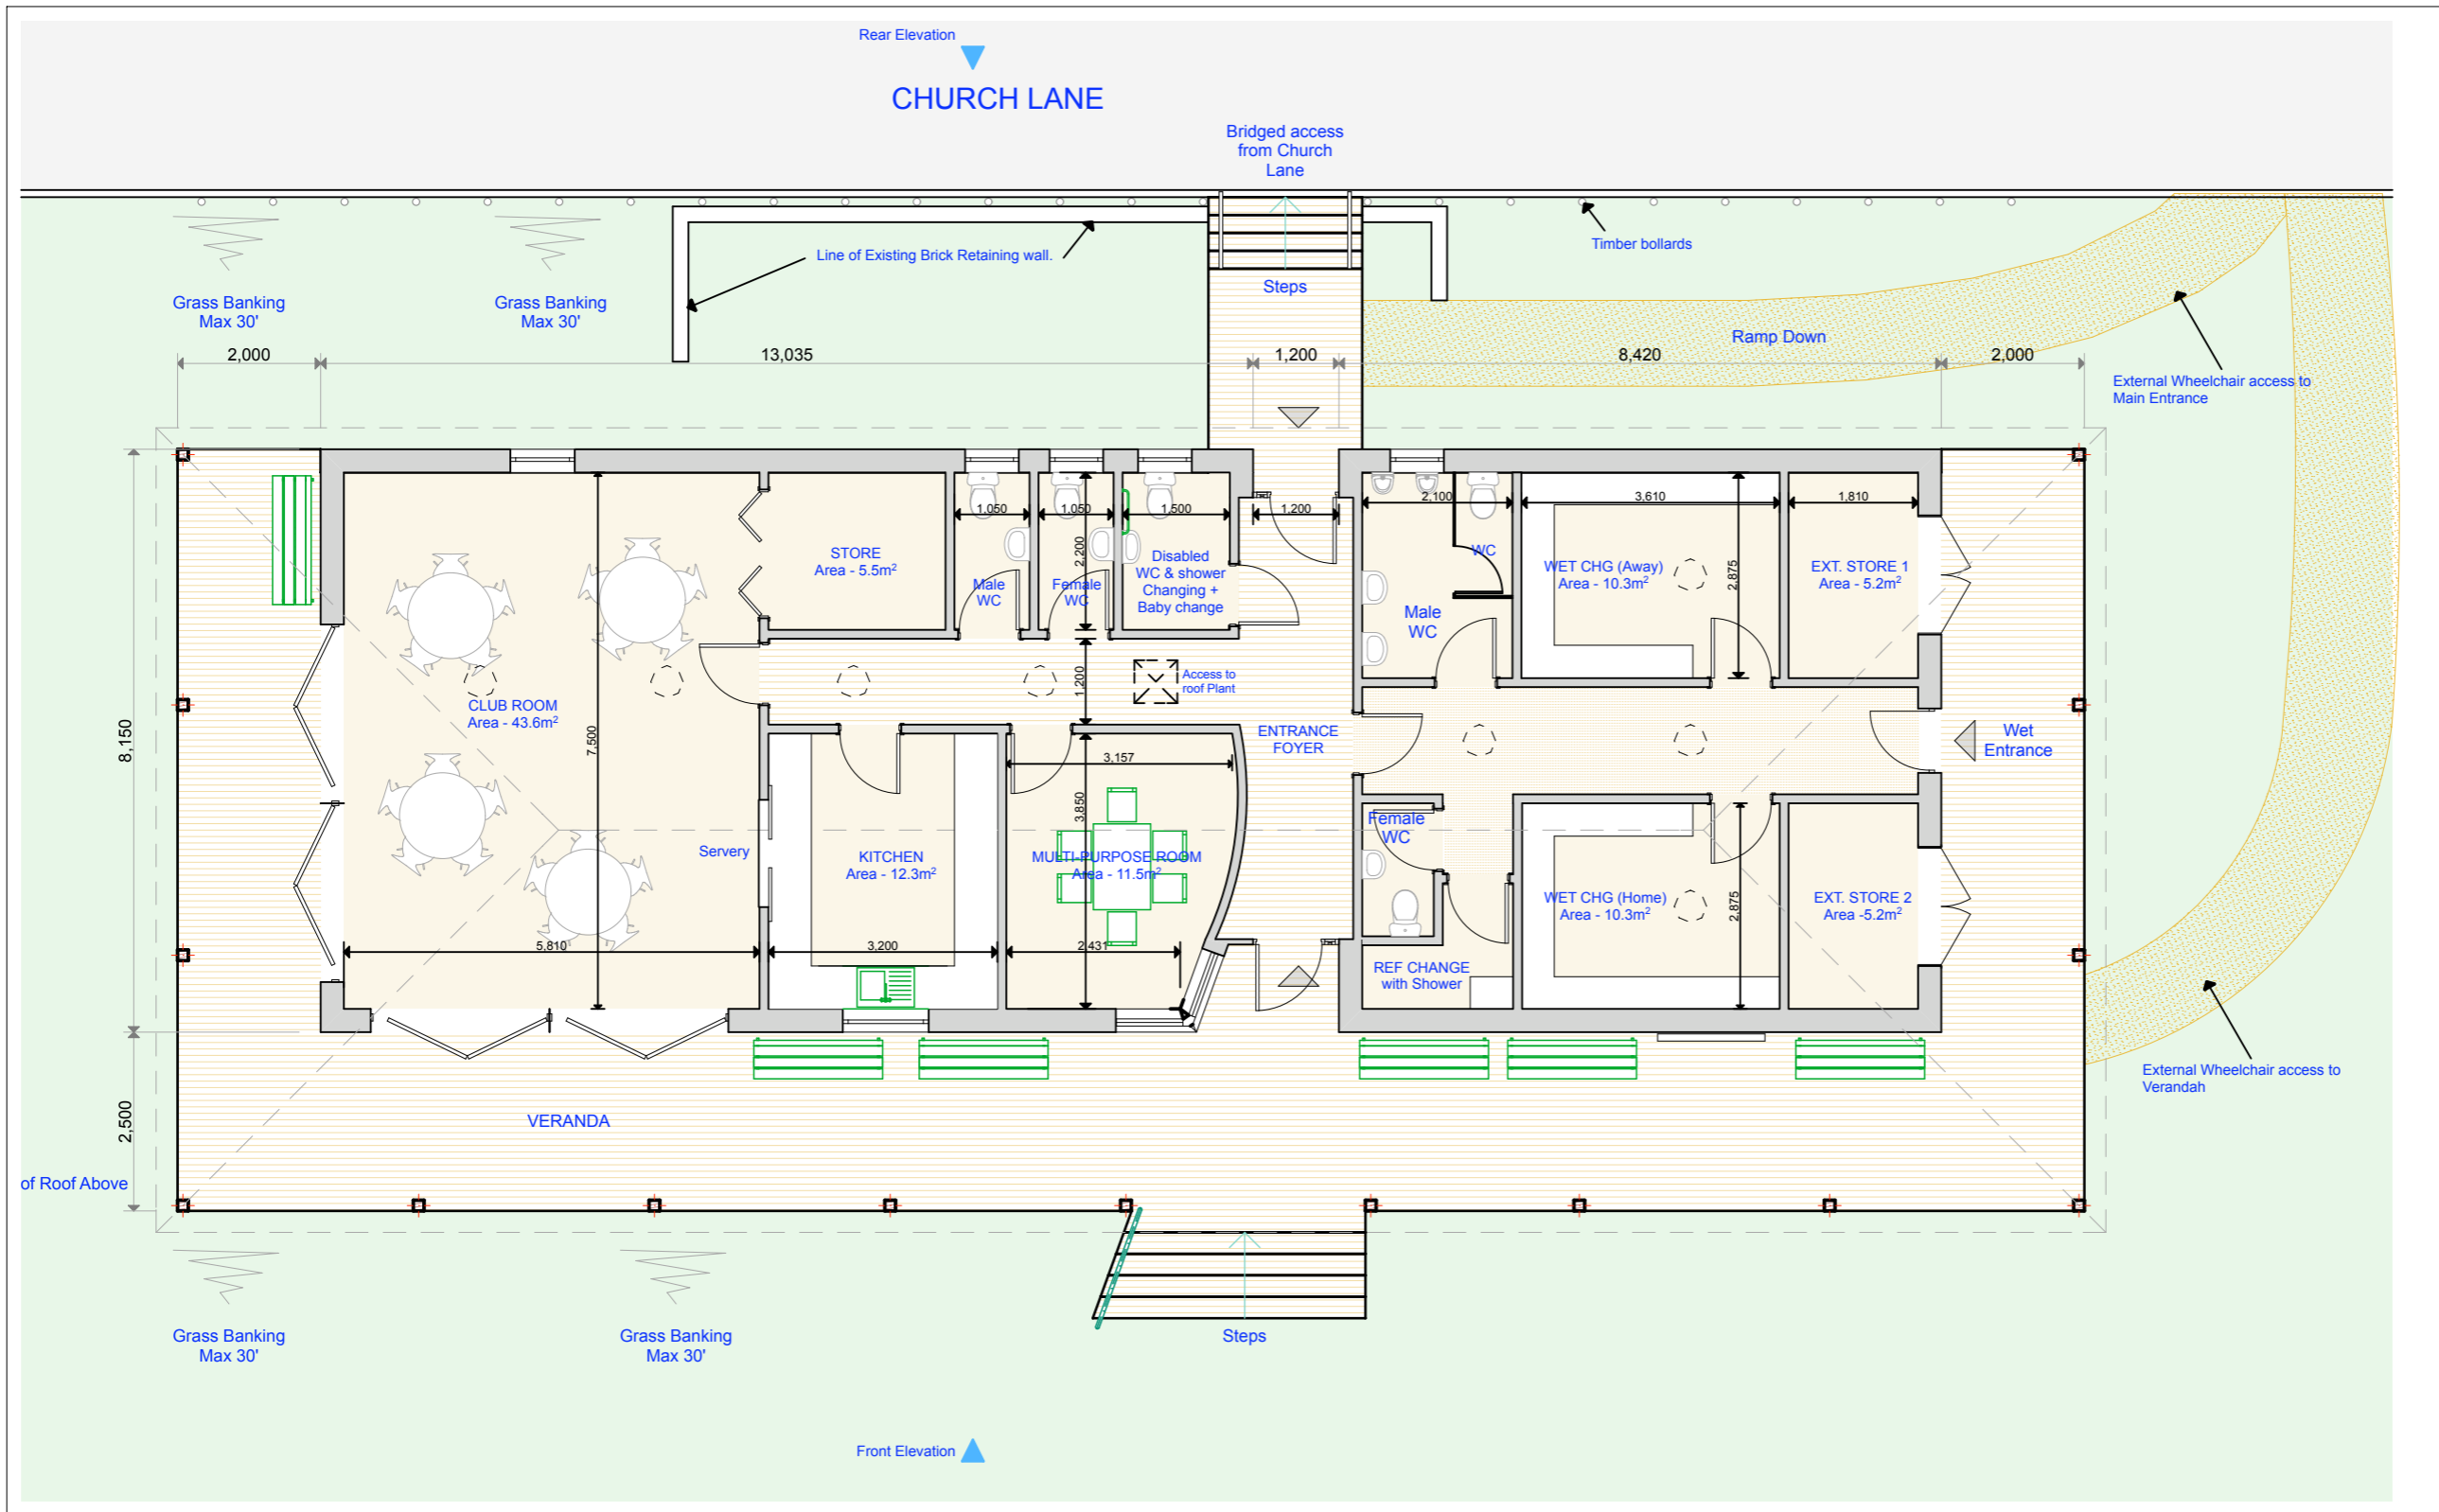 Rear Elevation
CHURCH LANE
Bridged access
from Church
Lane
Line of Existing Brick Retaining wall.
Timber bollards
Steps
Grass Banking
Max 30'
Grass Banking
Max 30'
Ramp Down
2,000
13,035
1,200
8,420
2,000
External Wheelchair access to
Main Entrance
1,050
1,050
1,500
1,200
2,100
3,610
1,810
STORE
Area - 5.5m²
2,200
Male
WC
Female
WC
Disabled
WC & shower
Changing +
Baby change
WC
Male
WC
WET CHG (Away)
Area - 10.3m²
2,875
EXT. STORE 1
Area - 5.2m²
CLUB ROOM
Area - 43.6m²
7,500
1,200
Access to
roof Plant
ENTRANCE
FOYER
Wet
Entrance
8,150
3,157
3,850
Servery
KITCHEN
Area - 12.3m²
MULTI-PURPOSE ROOM
Area - 11.5m²
Female
WC
WET CHG (Home)
Area - 10.3m²
2,875
EXT. STORE 2
Area -5.2m²
5,810
3,200
2,431
REF CHANGE
with Shower
External Wheelchair access to
Verandah
2,500
VERANDA
of Roof Above
Grass Banking
Max 30'
Grass Banking
Max 30'
Steps
Front Elevation